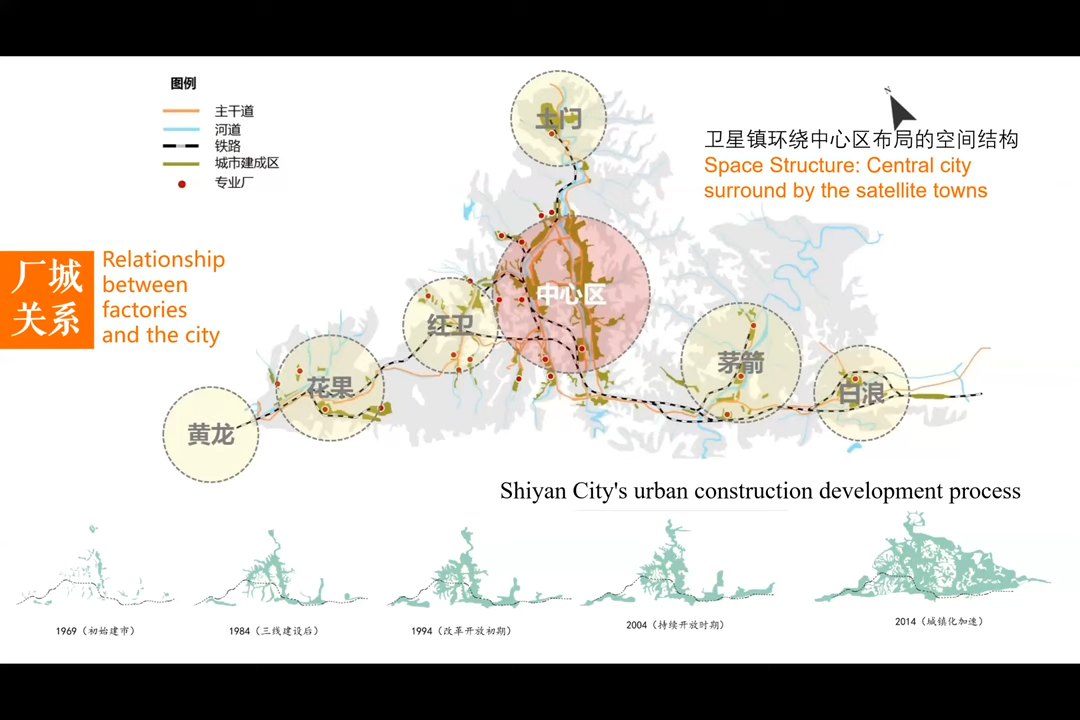 图例
主干道
河道
铁路
城市建成区
专业厂
N
卫星镇环绕中心区布局的空间结构
Space Structure: Central city
surround by the satellite towns
厂城
关系
Relationship
between
factories
and the city
土门
中心区
红卫
茅箭
花果
白浪
黄龙
Shiyan City's urban construction development process
1969（初始建市）
1984（三线建设后）
1994（改革开放初期）
2004（持续开放时期）
2014（城镇化加速）